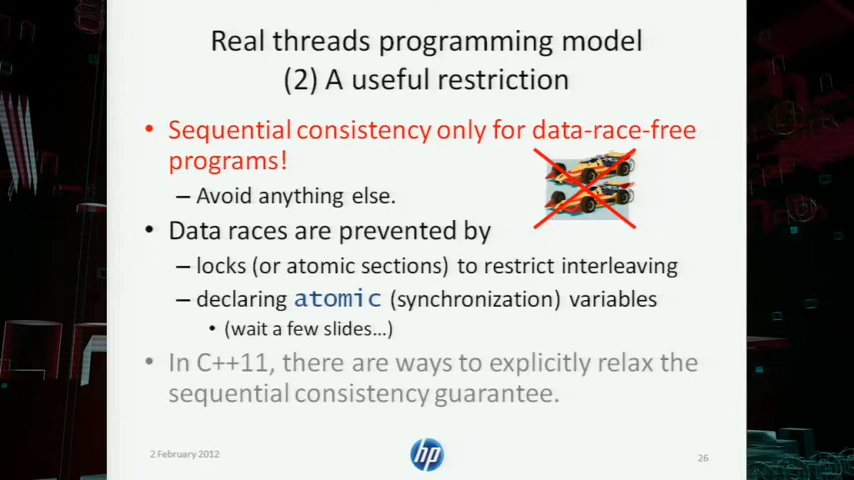 Real threads programming model
(2) A useful restriction
• Sequential consistency only for data-race-free
programs!
– Avoid anything else.
• Data races are prevented by
– locks (or atomic sections) to restrict interleaving
– declaring atomic (synchronization) variables
• (wait a few slides…)
• In C++11, there are ways to explicitly relax the
sequential consistency guarantee.
2 February 2012
hp
26